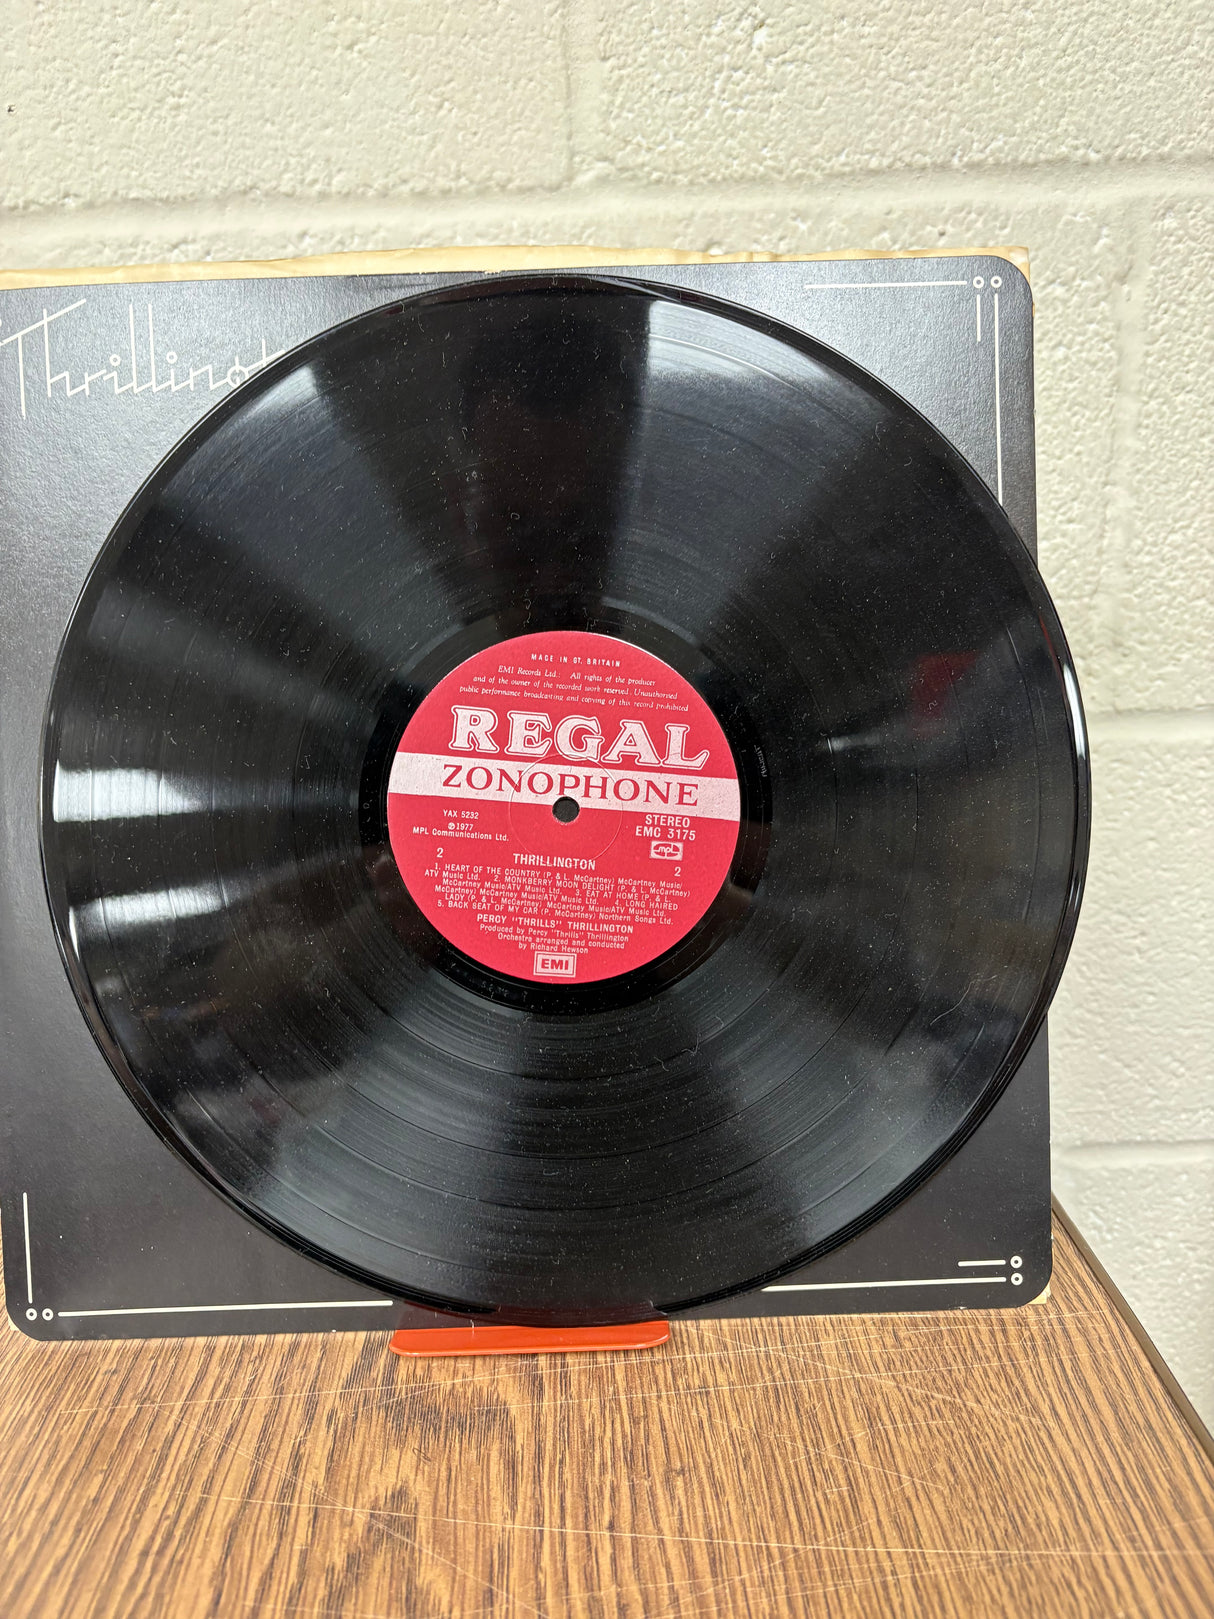 Thrilling
MADE IN GT. BRITAIN
EMI Records Ltd.: All rights of the producer
and of the owner of the recorded work reserved. Unauthorised
public performance broadcasting and copying of this record prohibited
REGAL
ZONOPHONE
YAX 5232
℗1977
MPL Communications Ltd.
STEREO
EMC 3175
mpl
2
THRILLINGTON
2
1. HEART OF THE COUNTRY (P. & L. McCartney) McCartney Music/
ATV Music Ltd. 2. MONKBERRY MOON DELIGHT (P. & L. McCartney)
McCartney Music/ATV Music Ltd. 3. EAT AT HOME (P. & L.
McCartney) McCartney Music/ATV Music Ltd. 4. LONG HAIRED
LADY (P. & L. McCartney) McCartney Music/ATV Music Ltd.
5. BACK SEAT OF MY CAR (P. McCartney) Northern Songs Ltd.
PERCY "THRILLS" THRILLINGTON
Produced by Percy "Thrills" Thrillington
Orchestra arranged and conducted
by Richard Hewson
EMI